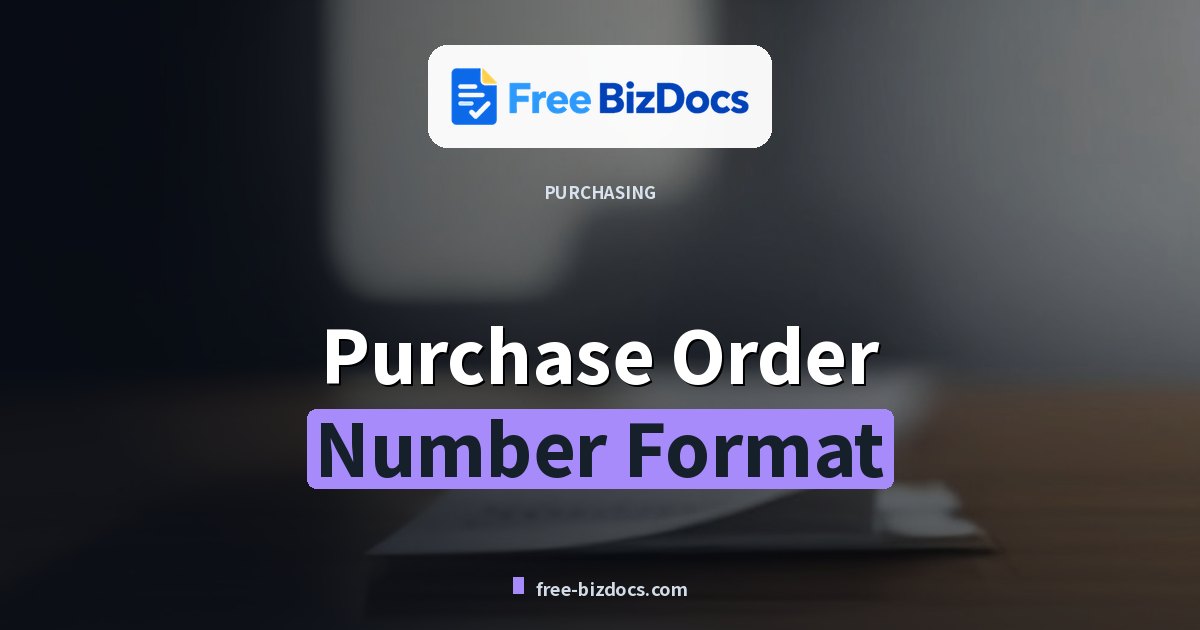 Free BizDocs
PURCHASING
Purchase Order
Number Format
free-bizdocs.com